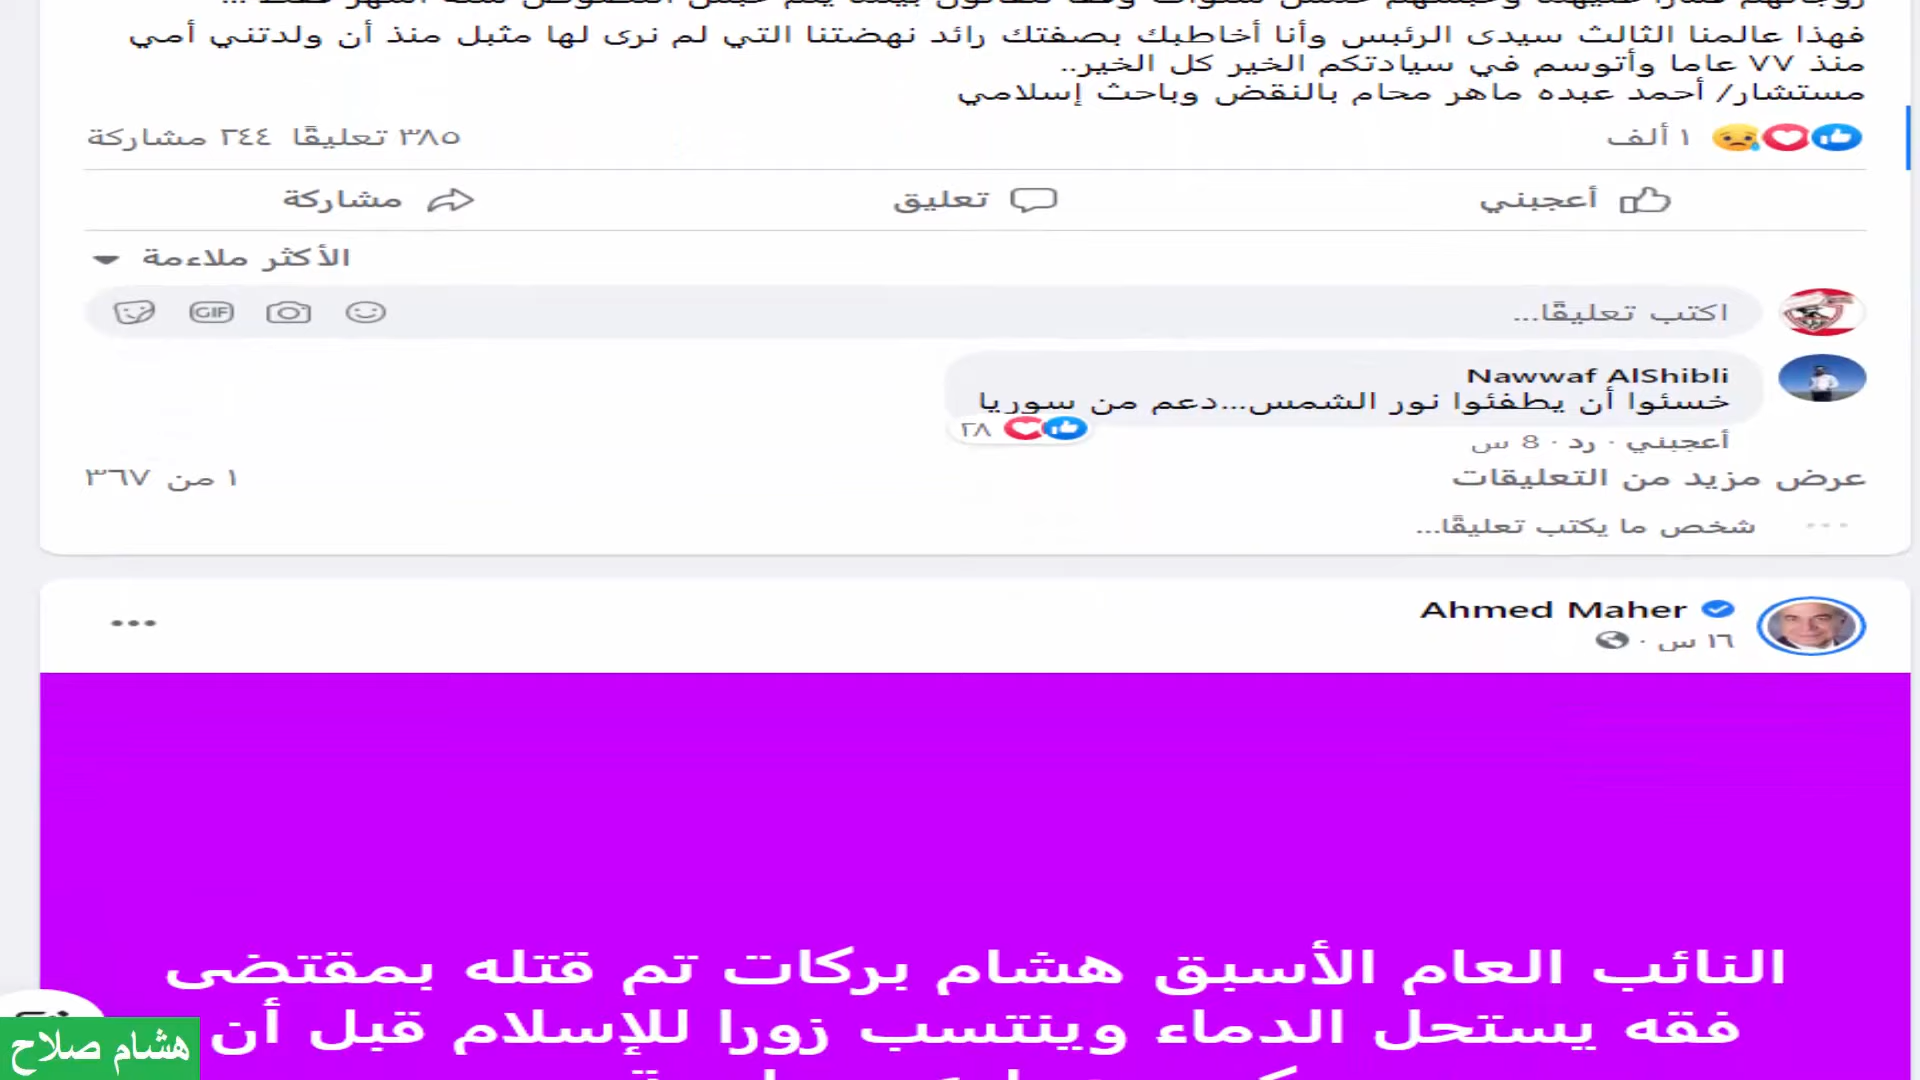 فهذا عالمنا الثالث سيدى الرئيس وأنا أخاطبك بصفتك رائد نهضتنا التي لم نرى لها مثيل منذ أن ولدتني أمي
منذ ٧٧ عاما وأتوسم في سيادتكم الخير كل الخير..
مستشار/ أحمد عبده ماهر محام بالنقض وباحث إسلامي
١ ألف
٣٨٥ تعليقًا ٢٤٤ مشاركة
أعجبني
تعليق
مشاركة
الأكثر ملاءمة
اكتب تعليقًا...
GIF
Nawwaf AlShibli
خسئوا أن يطفئوا نور الشمس...دعم من سوريا
٢٨
أعجبني · رد · 8 س
عرض مزيد من التعليقات
١ من ٣٦٧
شخص ما يكتب تعليقًا...
Ahmed Maher
١٦ س ·
النائب العام الأسبق هشام بركات تم قتله بمقتضى
فقه يستحل الدماء وينتسب زورا للإسلام قبل أن
هشام صلاح